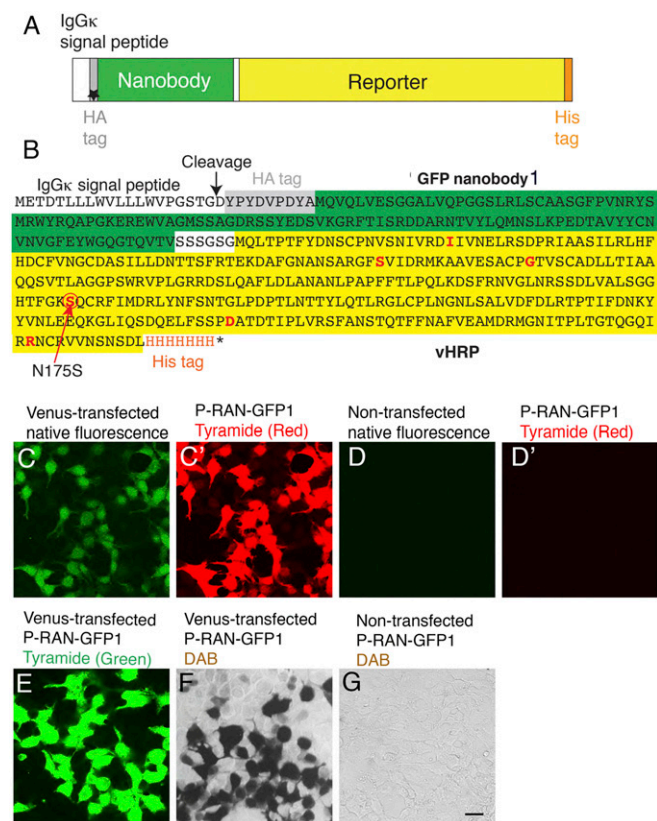 A
IgGκ
signal peptide
Nanobody
Reporter
HA
tag
His
tag
B
Cleavage
IgGκ signal peptide
HA tag
GFP nanobody 1
METDTLLLWVLLLWVPGSTGDYPYDVPDYAMQVQLVESGGALVQPGGSLRLSCAASGFPVNRYS
MRWYRQAPGKEREWVAGMSSAGDRSSYEDSVKGRFTISRDDARNTVYLQMNSLKPEDTAVYYCN
VNVGFEYWGQGTQVTVSSSGSGMQLTPTFYDNSCPNVSNIVRDIIVNELRSDPRIAASILRLHF
HDCFVNGCDASILLDNTTSFRTEKDAFGNANSARGFSVIDRMKAAVESACPGTVSCADLLTIAA
QQSVTLAGGPSWRVPLGRRDSLQAFLDLANANLPAPFFTLPQLKDSFRNVGLNRSSDLVALSGG
HTFGKSQCRFIMDRLYNFSNTGLPDPTLNTTYLQTLRGLCPLNGNLSALVDFDLRTPTIFDNKY
YVNLEEQKGLIQSDQELFSSPDATDTIPLVRSFANSTQTFFNAFVEAMDRMGNITPLTGTQGQI
RRNCRVVNSNSDLHHHHHHH*
N175S
His tag
vHRP
Venus-transfected
native fluorescence
P-RAN-GFP1
Tyramide (Red)
Non-transfected
native fluorescence
P-RAN-GFP1
Tyramide (Red)
C
C'
D
D'
Venus-transfected
P-RAN-GFP1
Tyramide (Green)
Venus-transfected
P-RAN-GFP1
DAB
Non-transfected
P-RAN-GFP1
DAB
E
F
G